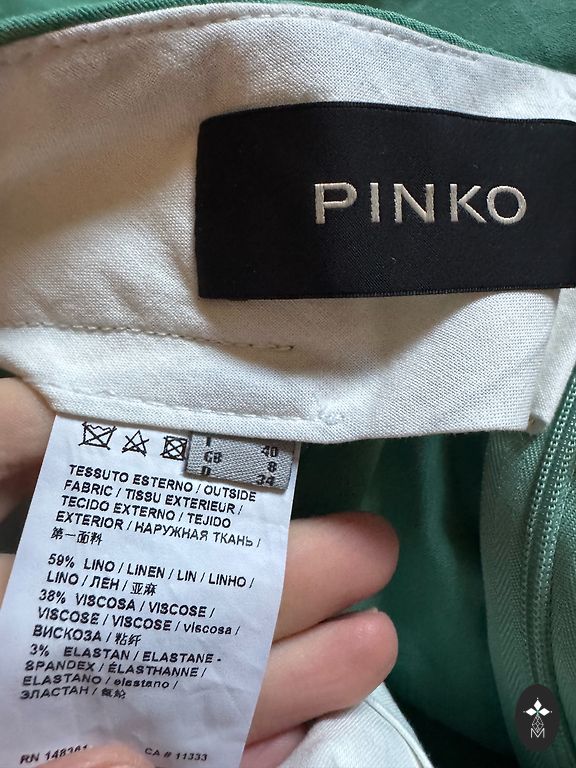 PINKO
I 40
GB 8
D 34
TESSUTO ESTERNO / OUTSIDE
FABRIC / TISSU EXTERIEUR /
TECIDO EXTERNO / TEJIDO
EXTERIOR / НАРУЖНАЯ ТКАНЬ /
第一面料
59% LINO / LINEN / LIN / LINHO /
LINO / ЛЕН / 亚麻
38% VISCOSA / VISCOSE /
VISCOSE / VISCOSE / viscosa /
ВИСКОЗА / 粘纤
3% ELASTAN / ELASTANE -
SPANDEX / ÉLASTHANNE /
ELASTANO / elastano /
ЭЛАСТАН / 氨纶
RN 148361 CA # 11333
M